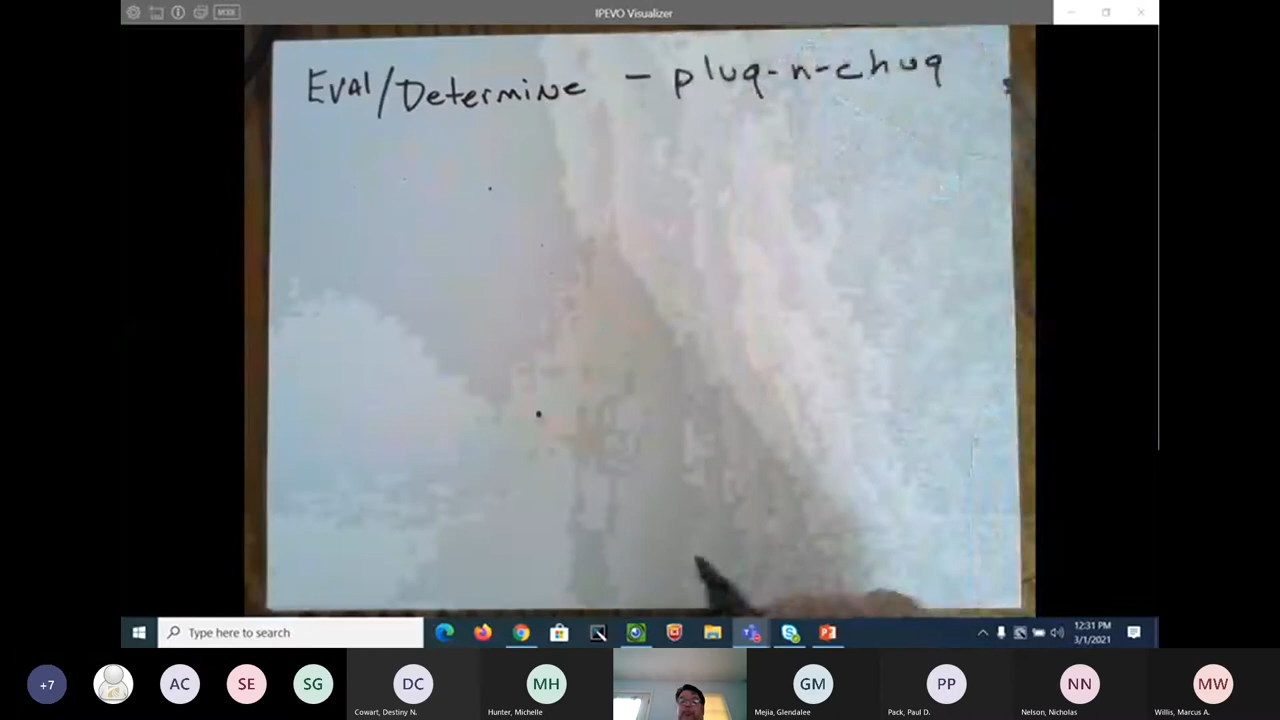 MODE
IPEVO Visualizer
Eval/Determine - plug-n-chug
Type here to search
12:31 PM
3/1/2021
+7
AC
SE
SG
DC
MH
GM
PP
NN
MW
Cowart, Destiny N.
Hunter, Michelle
Mejia, Glendalee
Pack, Paul D.
Nelson, Nicholas
Willis, Marcus A.